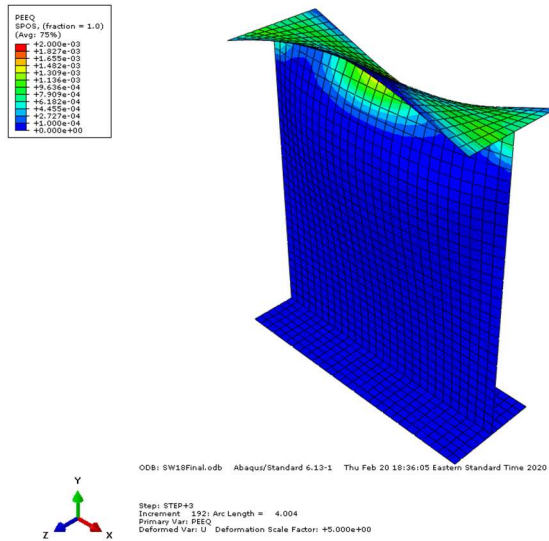 PEEQ
SPOS, (fraction = 1.0)
(Avg: 75%)
+2.000e-03
+1.827e-03
+1.655e-03
+1.482e-03
+1.309e-03
+1.136e-03
+9.636e-04
+7.909e-04
+6.182e-04
+4.455e-04
+2.727e-04
+1.000e-04
+0.000e+00
ODB: SW18Final.odb Abaqus/Standard 6.13-1 Thu Feb 20 18:36:05 Eastern Standard Time 2020
Y
Z
X
Step: STEP+3
Increment 192: Arc Length = 4.004
Primary Var: PEEQ
Deformed Var: U Deformation Scale Factor: +5.000e+00